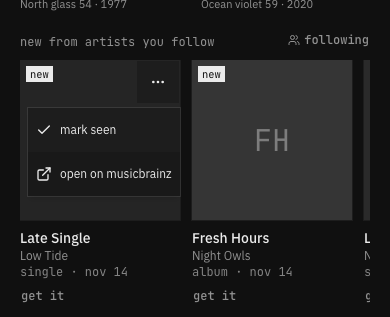 North glass 54 · 1977
Ocean violet 59 · 2020
new from artists you follow
following
new
...
new
mark seen
FH
open on musicbrainz
Late Single
Fresh Hours
L
Low Tide
Night Owls
N
single · nov 14
album · nov 14
s
get it
get it
g